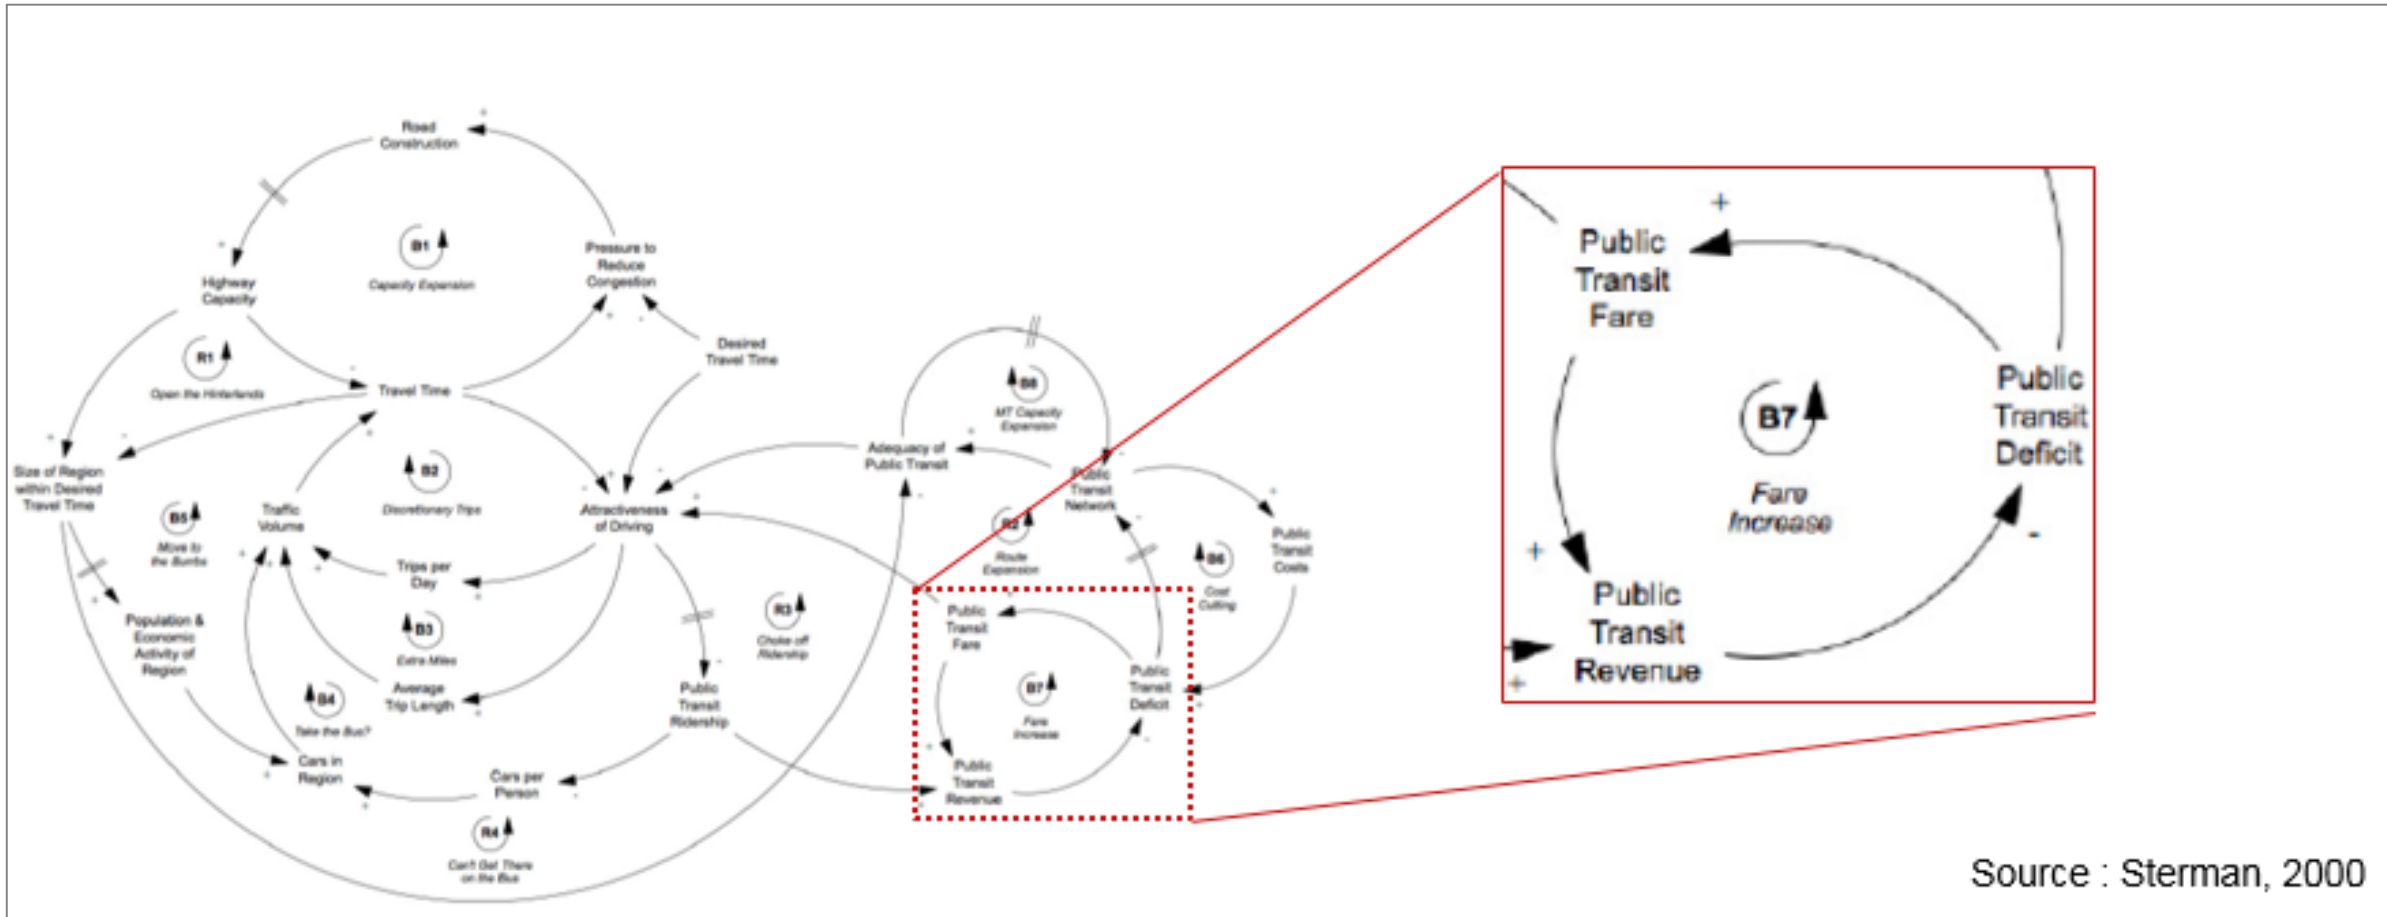 Road
Construction
B1
Capacity Expansion
Highway
Capacity
Pressure to
Reduce
Congestion
R1
Open the Hinterlands
Desired
Travel Time
Travel Time
B8
MT Capacity
Expansion
Size of Region
within Desired
Travel Time
B2
Discretionary Trips
Adequacy of
Public Transit
Public
Transit
Network
B5
Move to
the Burbs
Traffic
Volume
Attractiveness
of Driving
R2
Route
Expansion
B6
Cost
Cutting
Public
Transit
Costs
Trips per
Day
Population &
Economic
Activity of
Region
B3
Extra Miles
R3
Choke off
Ridership
Public
Transit
Fare
B4
Take the Bus?
Average
Trip Length
Public
Transit
Ridership
B7
Fare
Increase
Public
Transit
Deficit
Cars in
Region
Cars per
Person
Public
Transit
Revenue
R4
Can't Get There
on the Bus
+
Public
Transit
Fare
B7
Fare
Increase
Public
Transit
Deficit
+
-
Public
Transit
Revenue
+
Source : Sterman, 2000